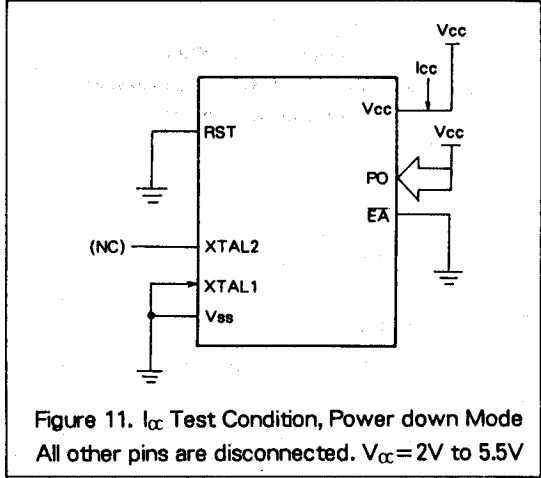 Vcc
Icc
Vcc
RST
Vcc
PO
EA
(NC)
XTAL2
XTAL1
Vss
Figure 11. Icc Test Condition, Power down Mode
All other pins are disconnected. Vcc=2V to 5.5V